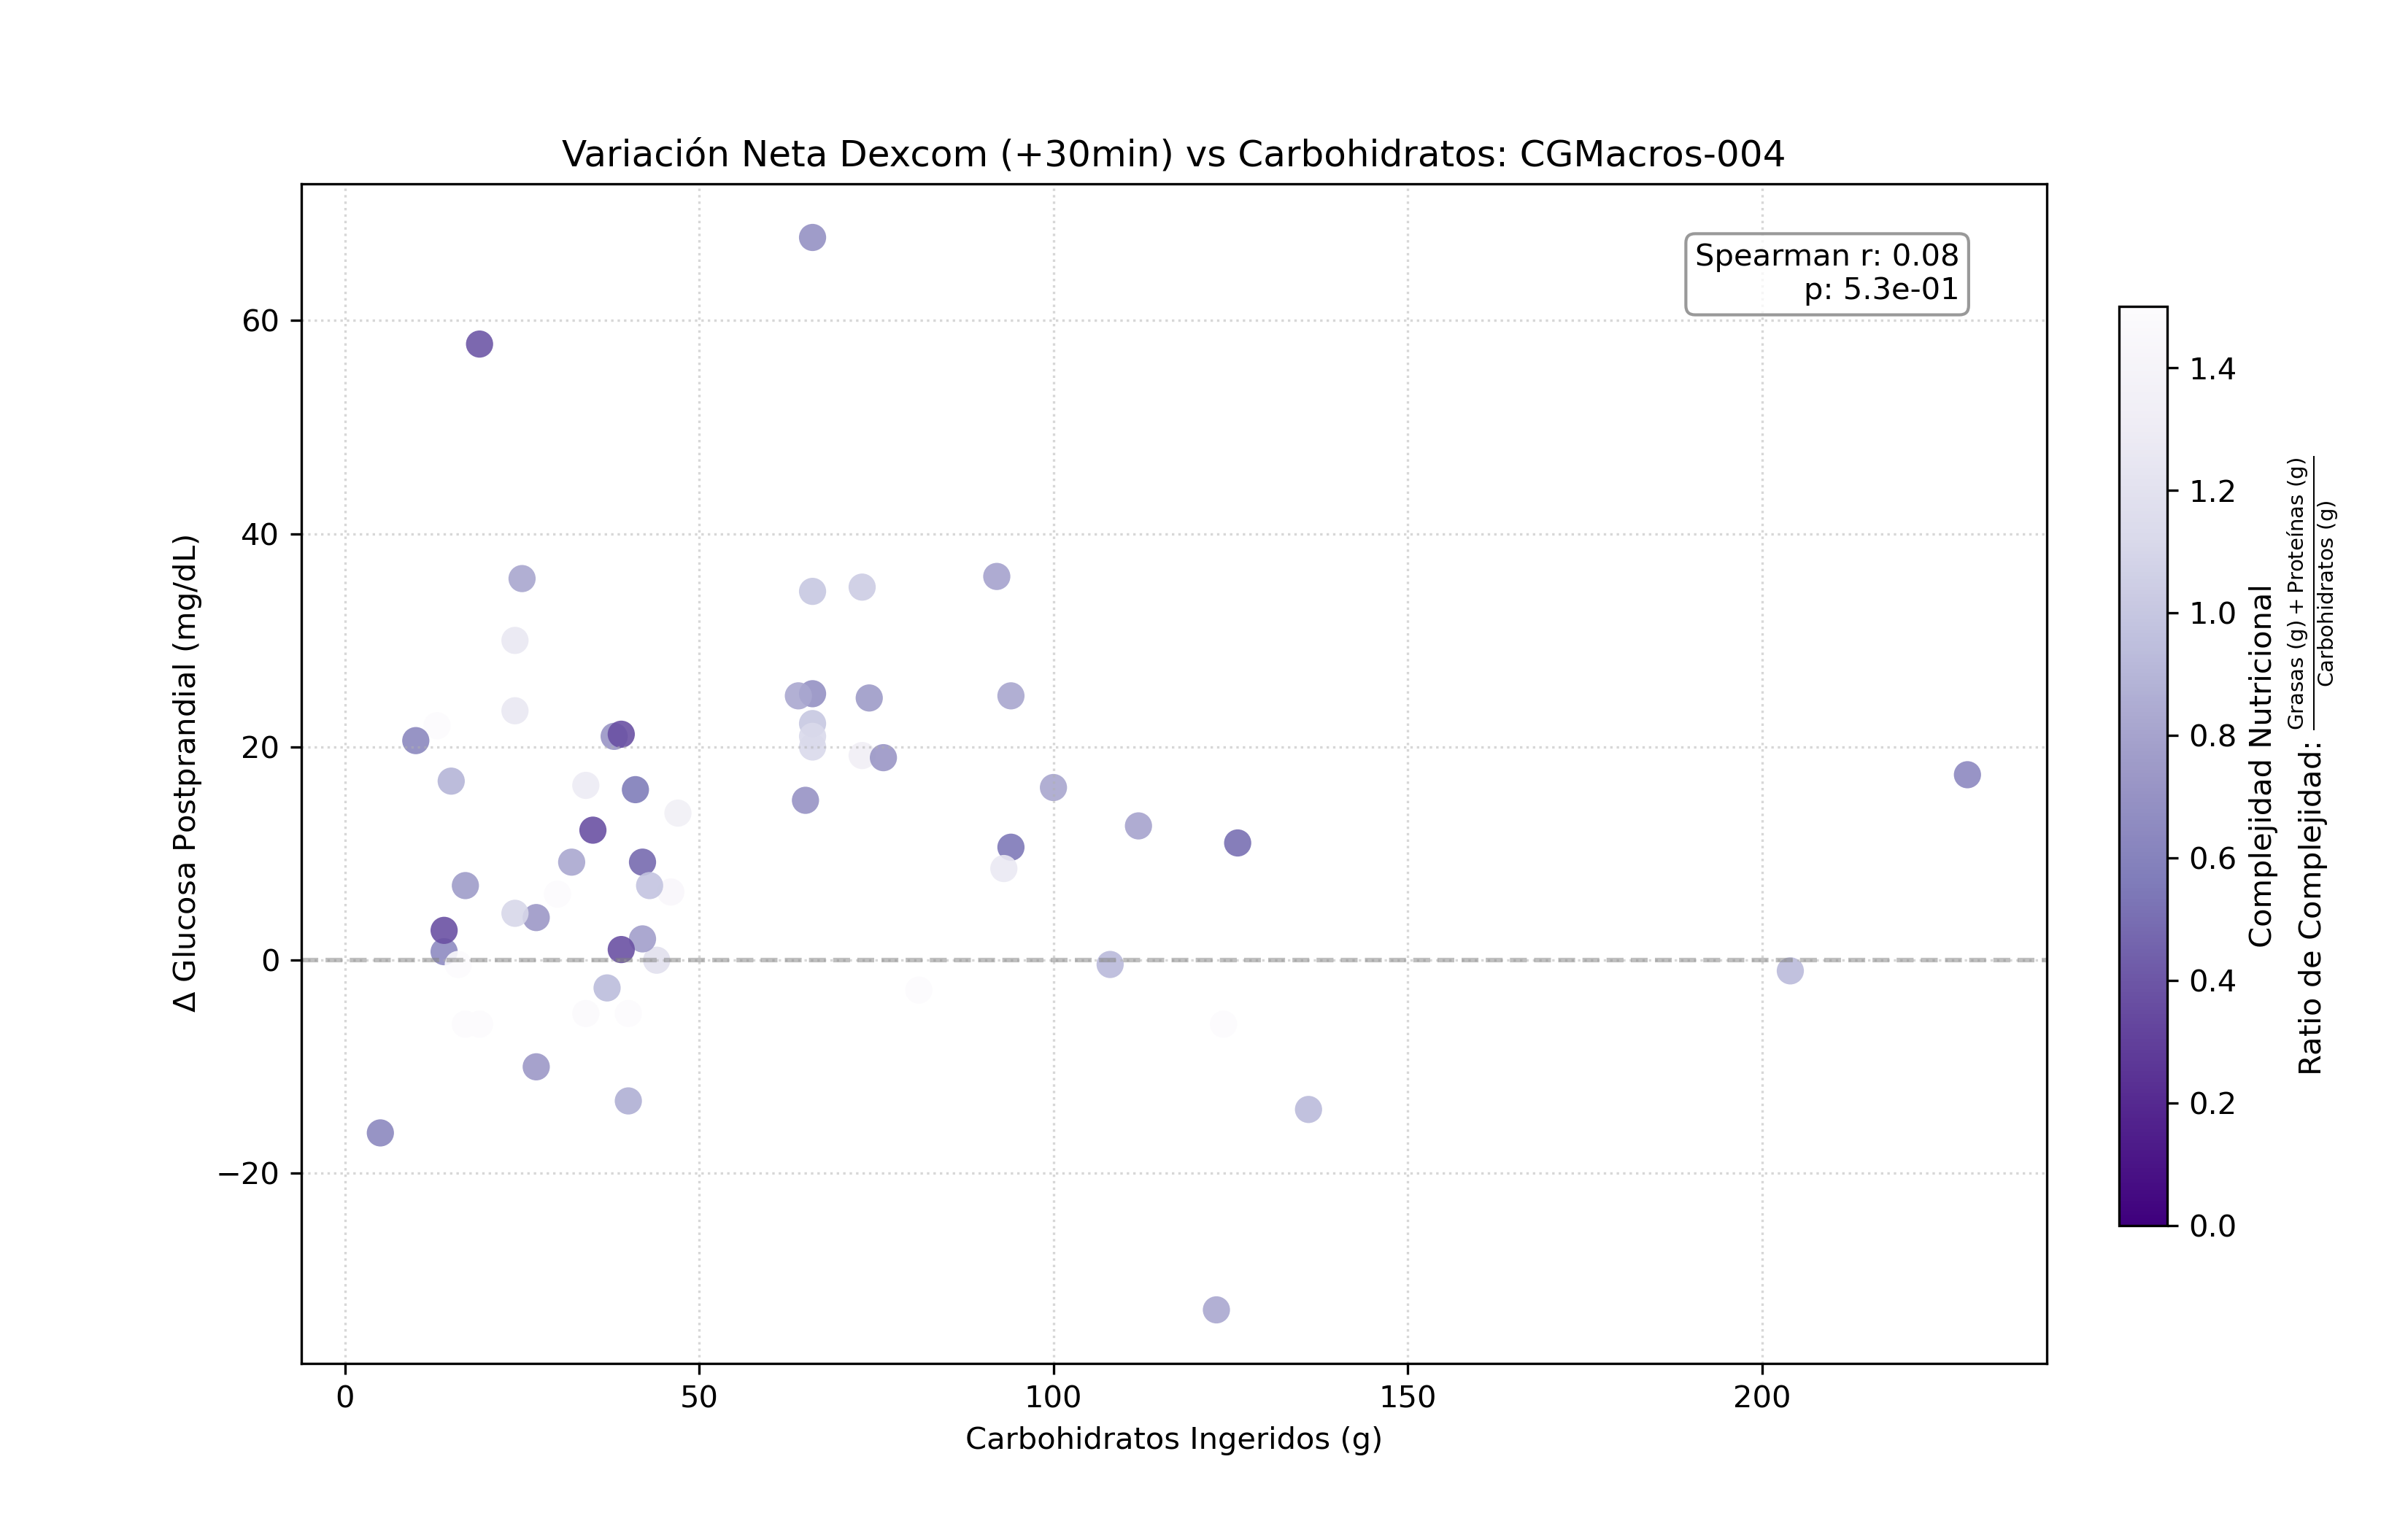 Variación Neta Dexcom (+30min) vs Carbohidratos: CGMacros-004
Spearman r: 0.08
p: 5.3e-01
Δ Glucosa Postprandial (mg/dL)
60
40
20
0
−20
0
50
100
150
200
Carbohidratos Ingeridos (g)
1.4
1.2
1.0
0.8
0.6
0.4
0.2
0.0
Complejidad Nutricional
Ratio de Complejidad: Grasas (g) + Proteínas (g)
Carbohidratos (g)